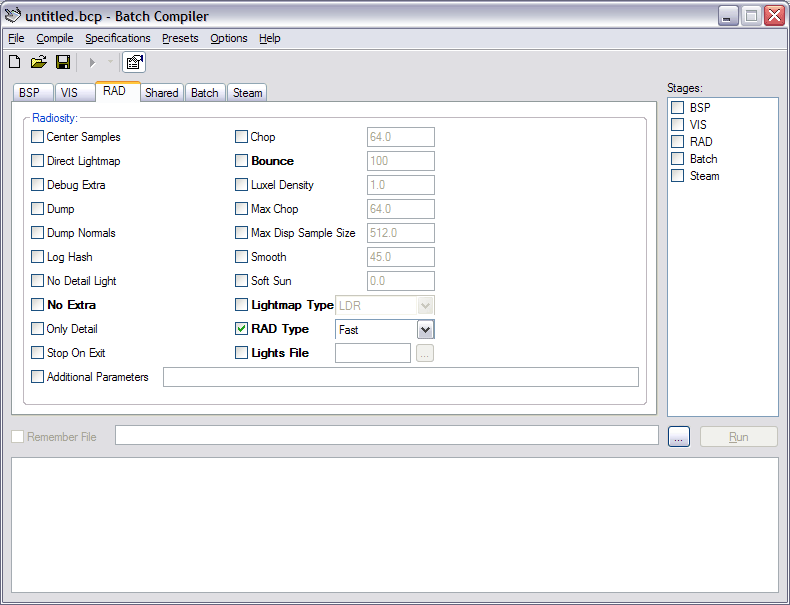 untitled.bcp - Batch Compiler
File Compile Specifications Presets Options Help
BSP VIS RAD Shared Batch Steam
Stages:
BSP
VIS
RAD
Batch
Steam
Radiosity:
Center Samples Chop 64.0
Direct Lightmap Bounce 100
Debug Extra Luxel Density 1.0
Dump Max Chop 64.0
Dump Normals Max Disp Sample Size 512.0
Log Hash Smooth 45.0
No Detail Light Soft Sun 0.0
No Extra Lightmap Type LDR
Only Detail RAD Type Fast
Stop On Exit Lights File ...
Additional Parameters
Remember File ... Run